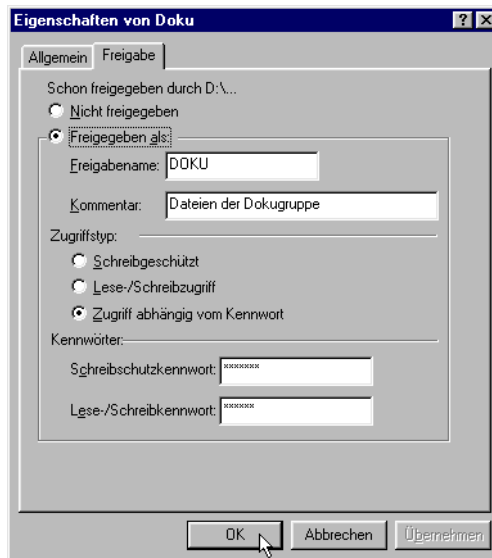 Eigenschaften von Doku
Allgemein Freigabe
Schon freigegeben durch D:\...
Nicht freigegeben
Freigegeben als:
Freigabename: DOKU
Kommentar: Dateien der Dokugruppe
Zugriffstyp:
Schreibgeschützt
Lese-/Schreibzugriff
Zugriff abhängig vom Kennwort
Kennwörter:
Schreibschutzkennwort: *******
Lese-/Schreibkennwort: ******
OK Abbrechen Übernehmen